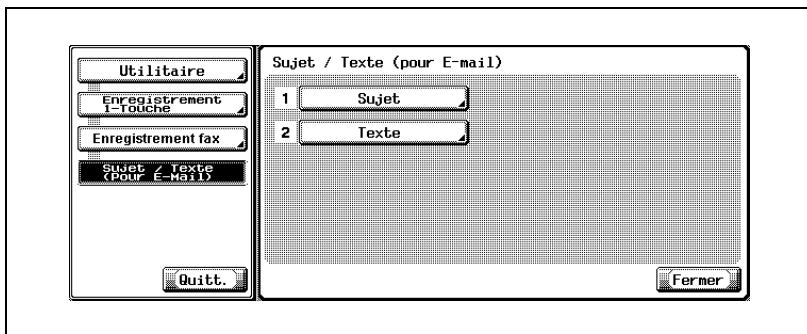 Utilitaire
Enregistrement
1-Touche
Enregistrement fax
Sujet / Texte
(Pour E-Mail)
Quitt.
Sujet / Texte (pour E-mail)
1 Sujet
2 Texte
Fermer